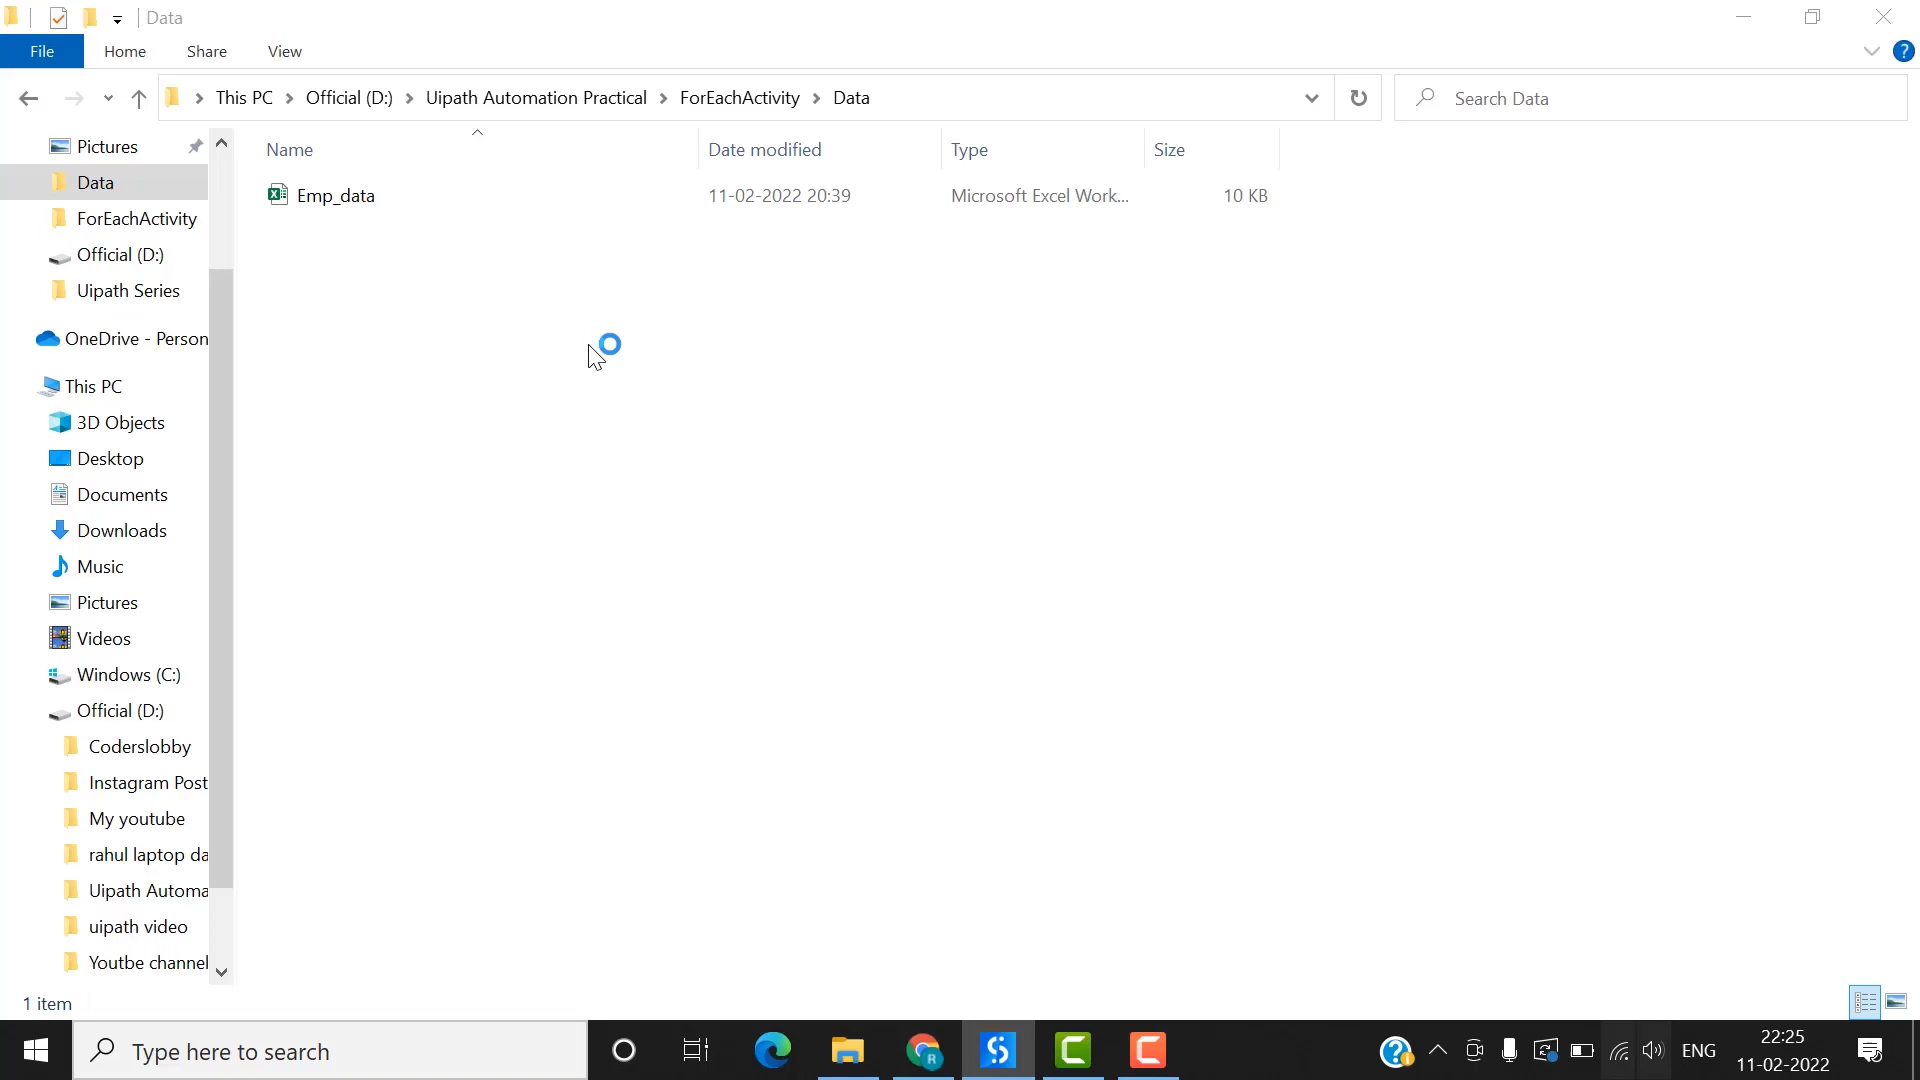 Data
File Home Share View
This PC Official (D:) Uipath Automation Practical ForEachActivity Data
Search Data
Name Date modified Type Size
Emp_data 11-02-2022 20:39 Microsoft Excel Work... 10 KB
Pictures
Data
ForEachActivity
Official (D:)
Uipath Series
OneDrive - Person
This PC
3D Objects
Desktop
Documents
Downloads
Music
Pictures
Videos
Windows (C:)
Official (D:)
Coderslobby
Instagram Post
My youtube
rahul laptop da
Uipath Automa
uipath video
Youtbe channel
1 item
Type here to search
ENG
22:25
11-02-2022